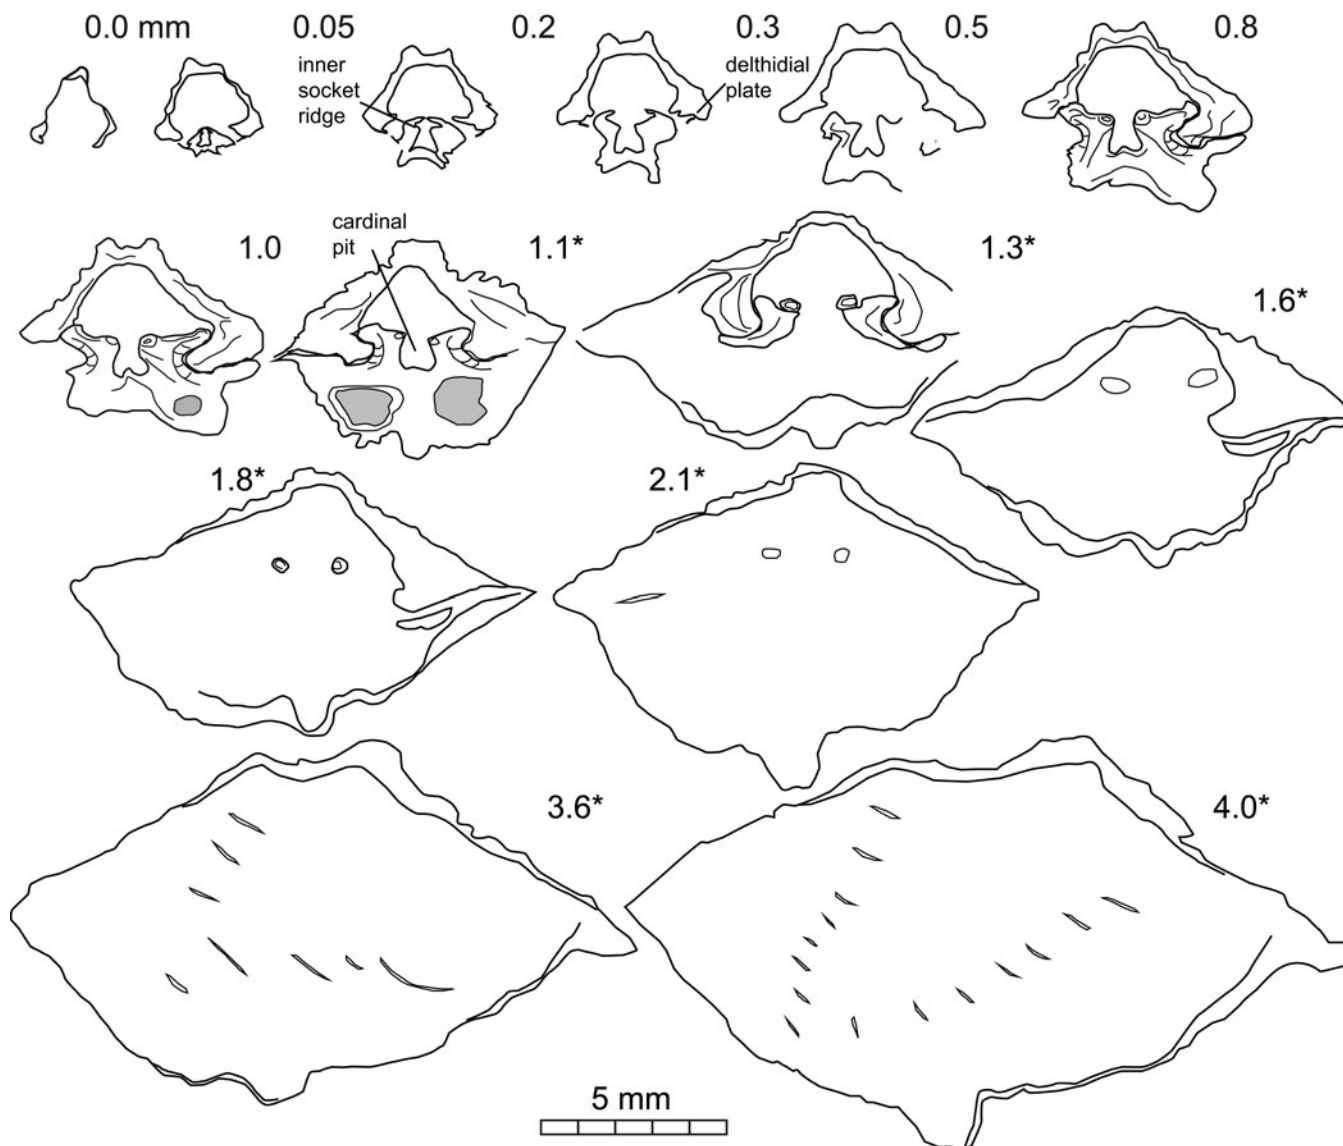 0.0 mm
0.05
0.2
0.3
0.5
0.8
inner
socket
ridge
delthidial
plate
cardinal
pit
1.0
1.1*
1.3*
1.6*
1.8*
2.1*
3.6*
4.0*
5 mm